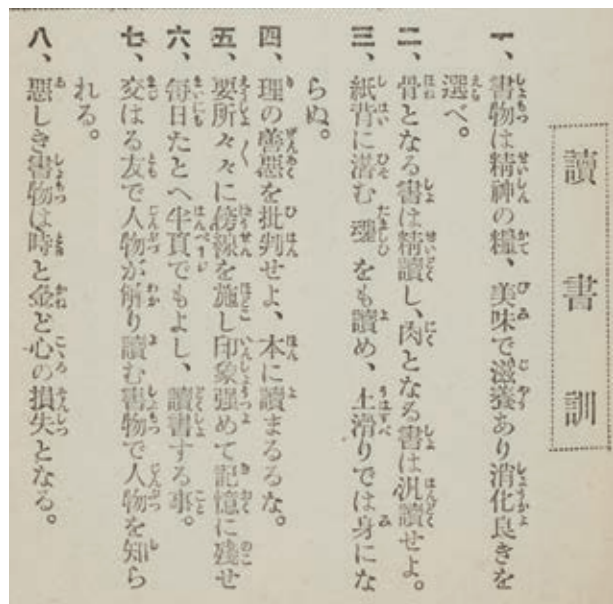 讀書訓
一、書物は精神の糧、美味で滋養あり消化良きを
選べ。
二、骨となる書は精讀し、肉となる書は汎讀せよ。
三、紙背に潜む魂をも讀め、上滑りでは身にな
らぬ。
四、理の善悪を批判せよ、本に讀まるるな。
五、要所々々に傍線を施し印象强めて記憶に殘せ
六、毎日たとへ半頁でもよし、讀書する事。
七、交はる友で人物が解り讀む書物で人物を知ら
れる。
八、悪しき書物は時と金と心の損失となる。